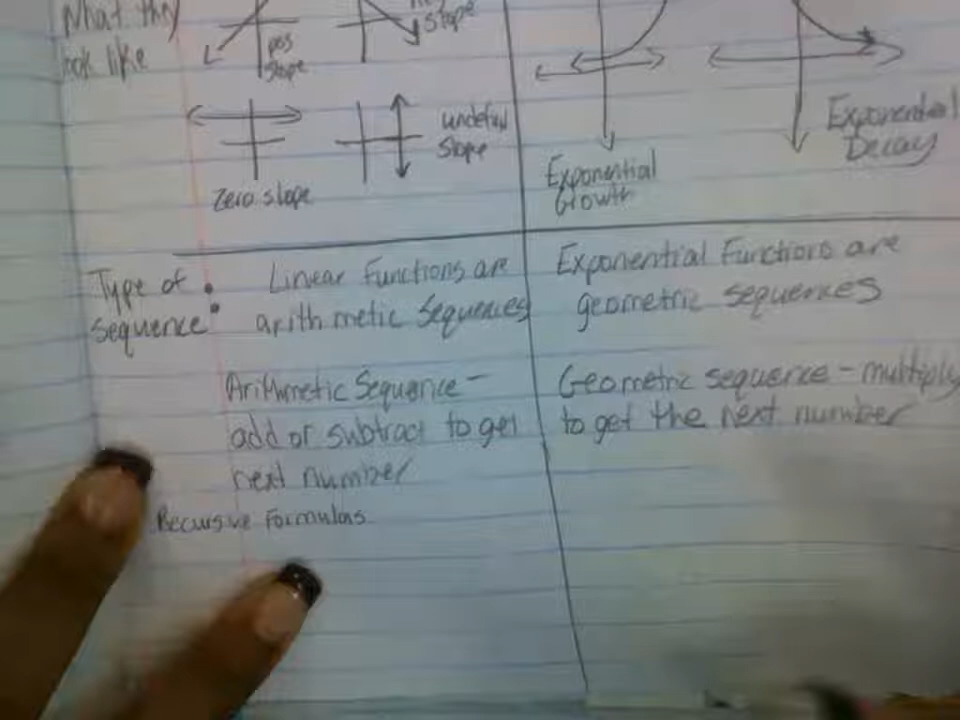 What they
look like
pos
slope
Slope
undefind
Slope
Zero slope
Exponential
Growth
Exponential
Decay
Type of
sequence:
Linear Functions are
arithmetic Sequences
Exponential Functions are
geometric sequences
Arithmetic Sequence -
add or subtract to get
next number
Geometric sequence - multiply
to get the next number
Recursive Formulas